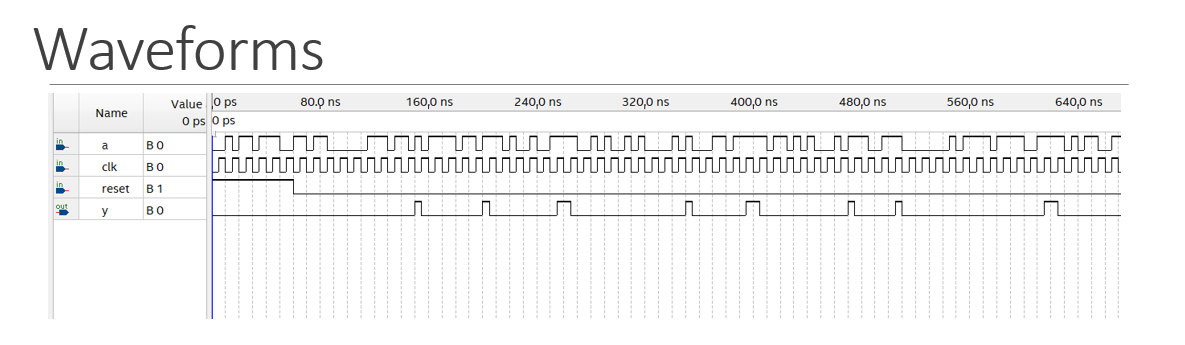 Waveforms
Name
Value
0 ps
0 ps
80,0 ns
160,0 ns
240,0 ns
320,0 ns
400,0 ns
480,0 ns
560,0 ns
640,0 ns
0 ps
in
a
B 0
in
clk
B 0
in
reset
B 1
out
y
B 0